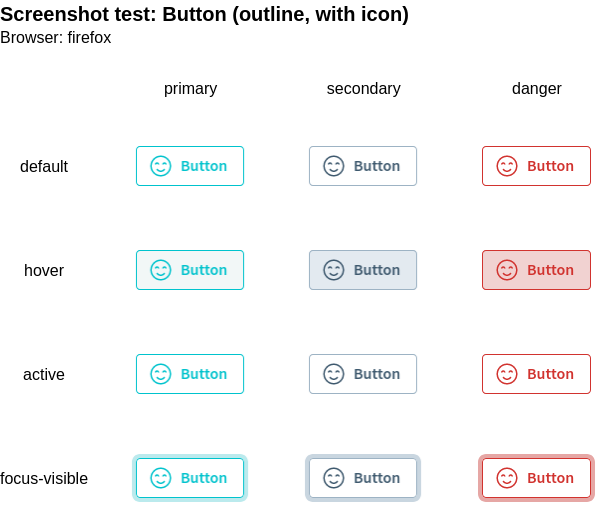 Screenshot test: Button (outline, with icon)
Browser: firefox
primary secondary danger
default Button Button Button
hover Button Button Button
active Button Button Button
focus-visible Button Button Button